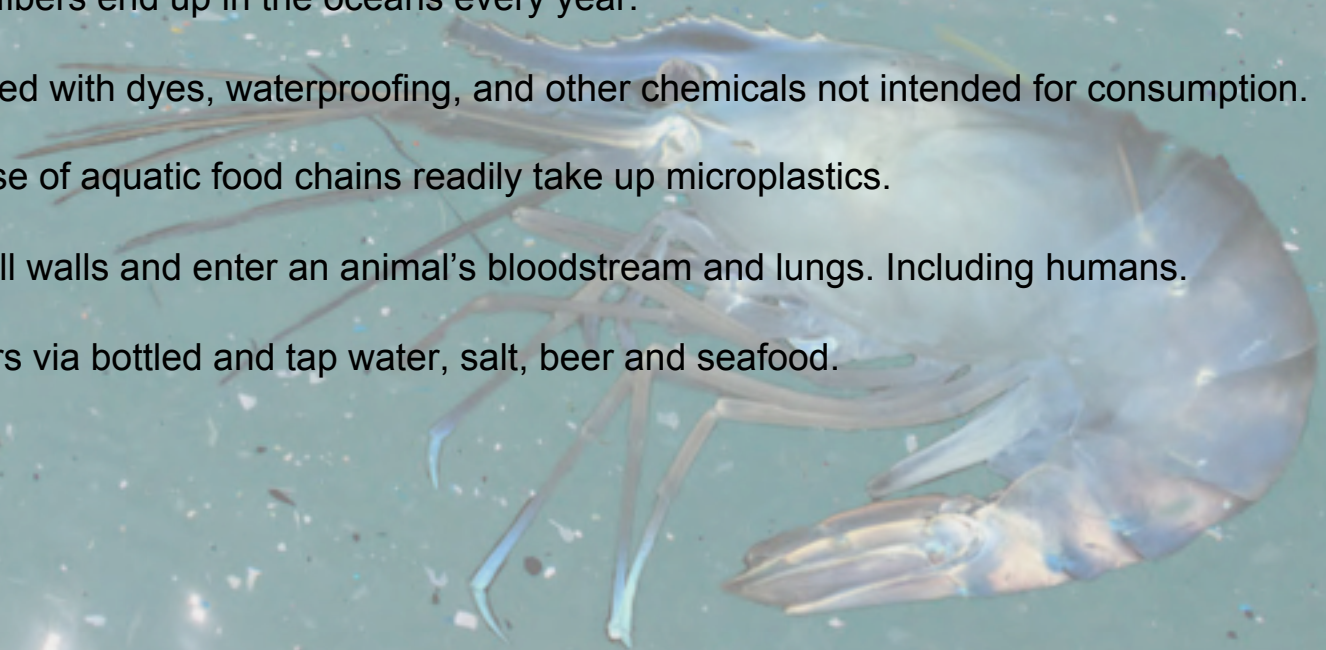 ibers end up in the oceans every year.
ed with dyes, waterproofing, and other chemicals not intended for consumption.
se of aquatic food chains readily take up microplastics.
ll walls and enter an animal’s bloodstream and lungs. Including humans.
rs via bottled and tap water, salt, beer and seafood.